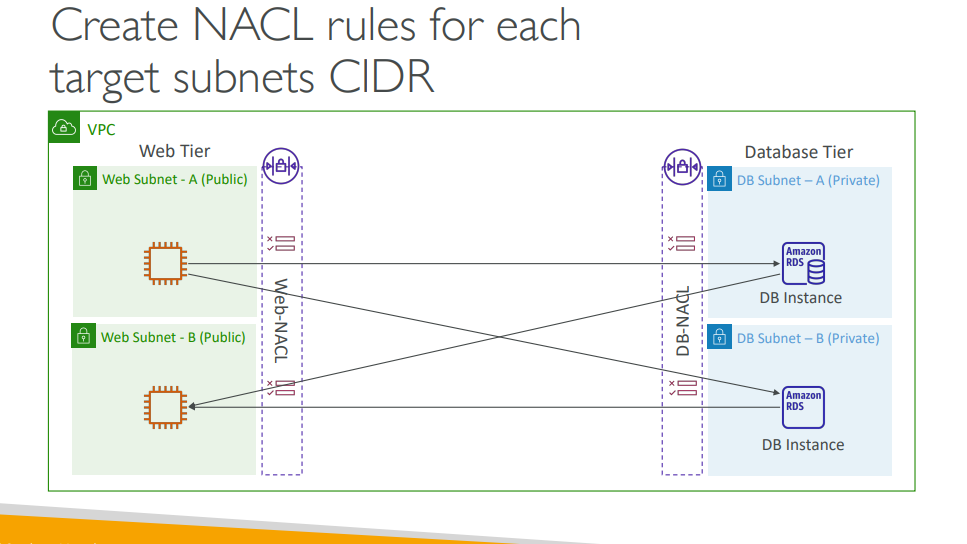 Create NACL rules for each
target subnets CIDR
VPC
Web Tier
Database Tier
Web Subnet - A (Public)
DB Subnet – A (Private)
Amazon
RDS
DB Instance
Web-NACL
DB-NACL
Web Subnet - B (Public)
DB Subnet – B (Private)
Amazon
RDS
DB Instance